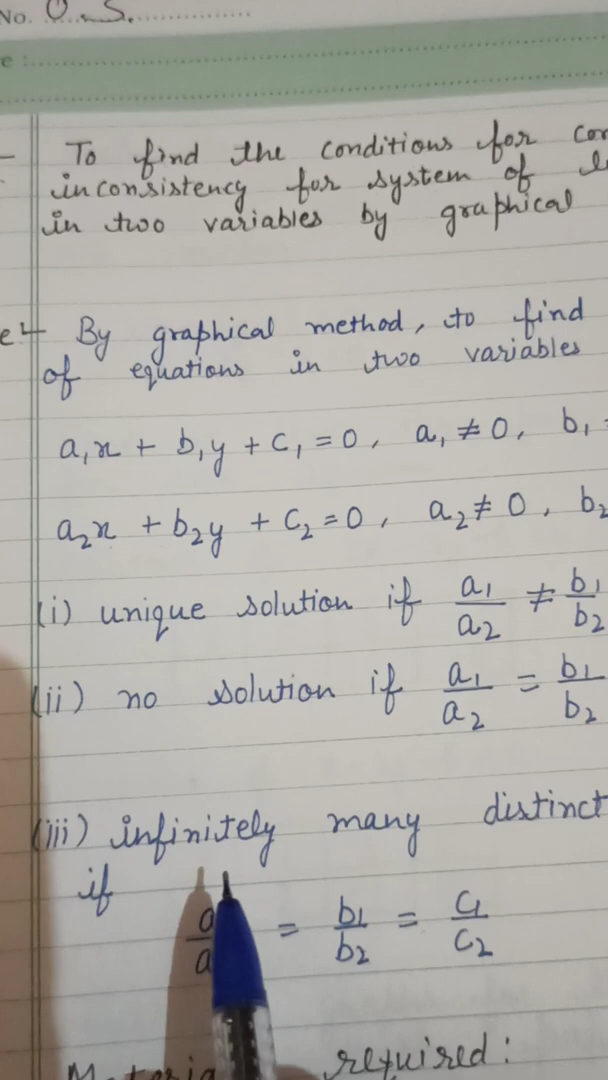 No. O.S.
To find the conditions for
inconsistency for system of
in two variables by graphical
By graphical method, to find
of equations in two variables
a₁x + b₁y + c₁ = 0, a₁ ≠ 0, b₁
a₂x + b₂y + c₂ = 0, a₂ ≠ 0, b₂
(i) unique solution if a₁/a₂ ≠ b₁/b₂
(ii) no solution if a₁/a₂ = b₁/b₂
(iii) infinitely many distinct
if
a/a = b₁/b₂ = c₁/c₂
required: